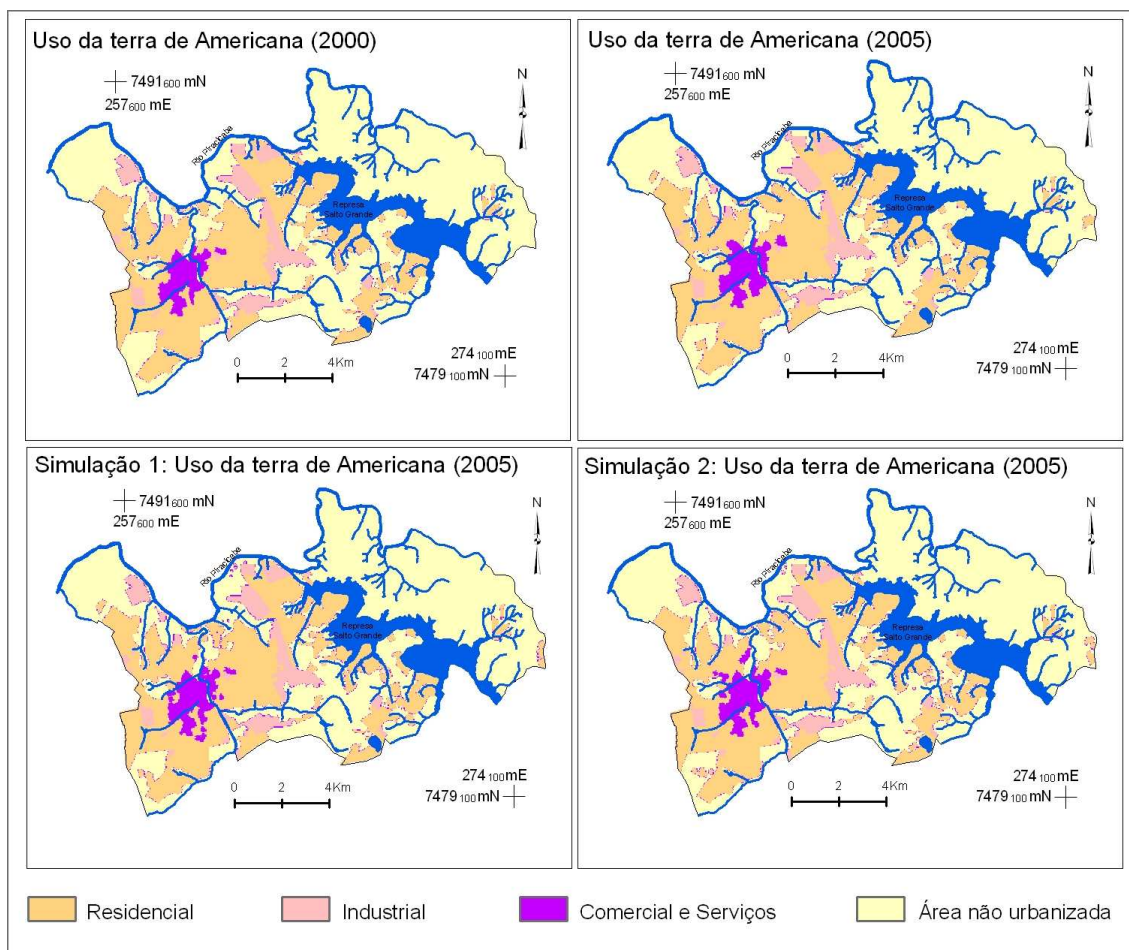 Uso da terra de Americana (2000)
7491600 mN
257600 mE
N
Rio Piracicaba
Represa
Salto Grande
0 2 4Km
274100mE
7479100mN
Uso da terra de Americana (2005)
7491600 mN
257600 mE
N
Rio Piracicaba
Represa
Salto Grande
0 2 4Km
274100mE
7479100mN
Simulação 1: Uso da terra de Americana (2005)
7491600 mN
257600 mE
N
Rio Piracicaba
Represa
Salto Grande
0 2 4Km
274100mE
7479100mN
Simulação 2: Uso da terra de Americana (2005)
7491600 mN
257600 mE
N
Rio Piracicaba
Represa
Salto Grande
0 2 4Km
274100mE
7479100mN
Residencial
Industrial
Comercial e Serviços
Área não urbanizada